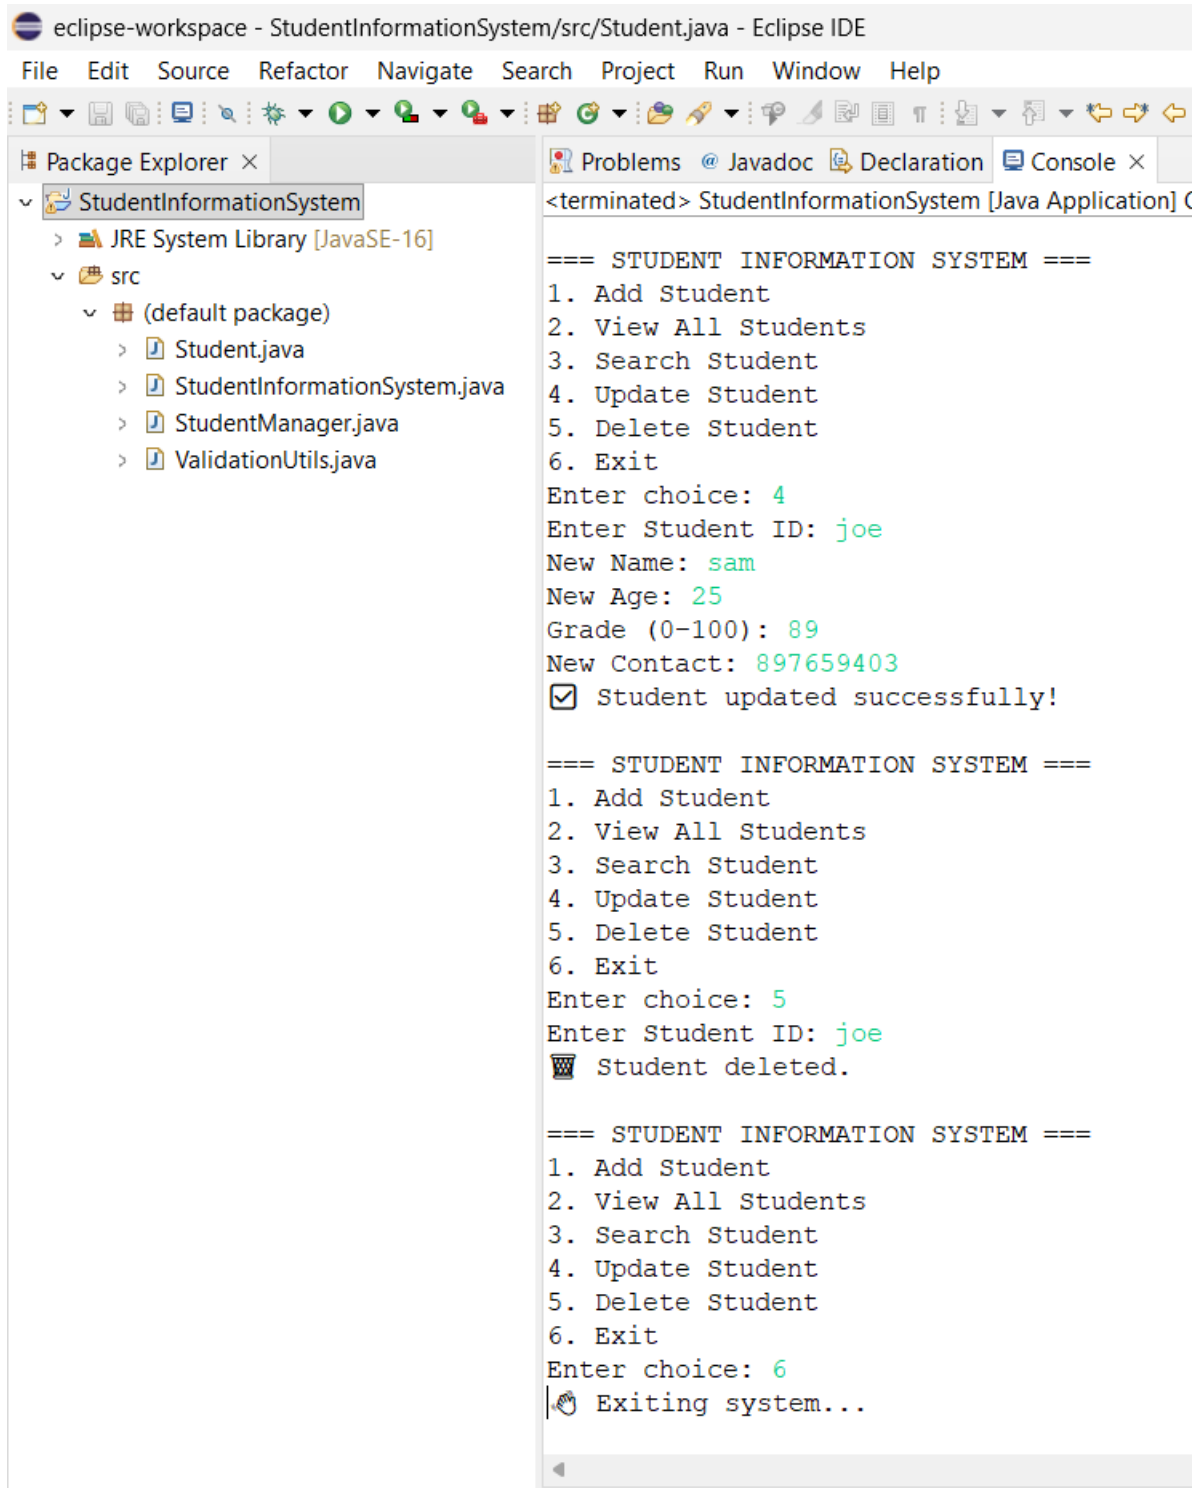 eclipse-workspace - StudentInformationSystem/src/Student.java - Eclipse IDE
File Edit Source Refactor Navigate Search Project Run Window Help
Package Explorer
StudentInformationSystem
JRE System Library [JavaSE-16]
src
(default package)
Student.java
StudentInformationSystem.java
StudentManager.java
ValidationUtils.java
Problems @ Javadoc Declaration Console
<terminated> StudentInformationSystem [Java Application]
=== STUDENT INFORMATION SYSTEM ===
1. Add Student
2. View All Students
3. Search Student
4. Update Student
5. Delete Student
6. Exit
Enter choice: 4
Enter Student ID: joe
New Name: sam
New Age: 25
Grade (0-100): 89
New Contact: 897659403
☑ Student updated successfully!
=== STUDENT INFORMATION SYSTEM ===
1. Add Student
2. View All Students
3. Search Student
4. Update Student
5. Delete Student
6. Exit
Enter choice: 5
Enter Student ID: joe
🗑 Student deleted.
=== STUDENT INFORMATION SYSTEM ===
1. Add Student
2. View All Students
3. Search Student
4. Update Student
5. Delete Student
6. Exit
Enter choice: 6
👋 Exiting system...